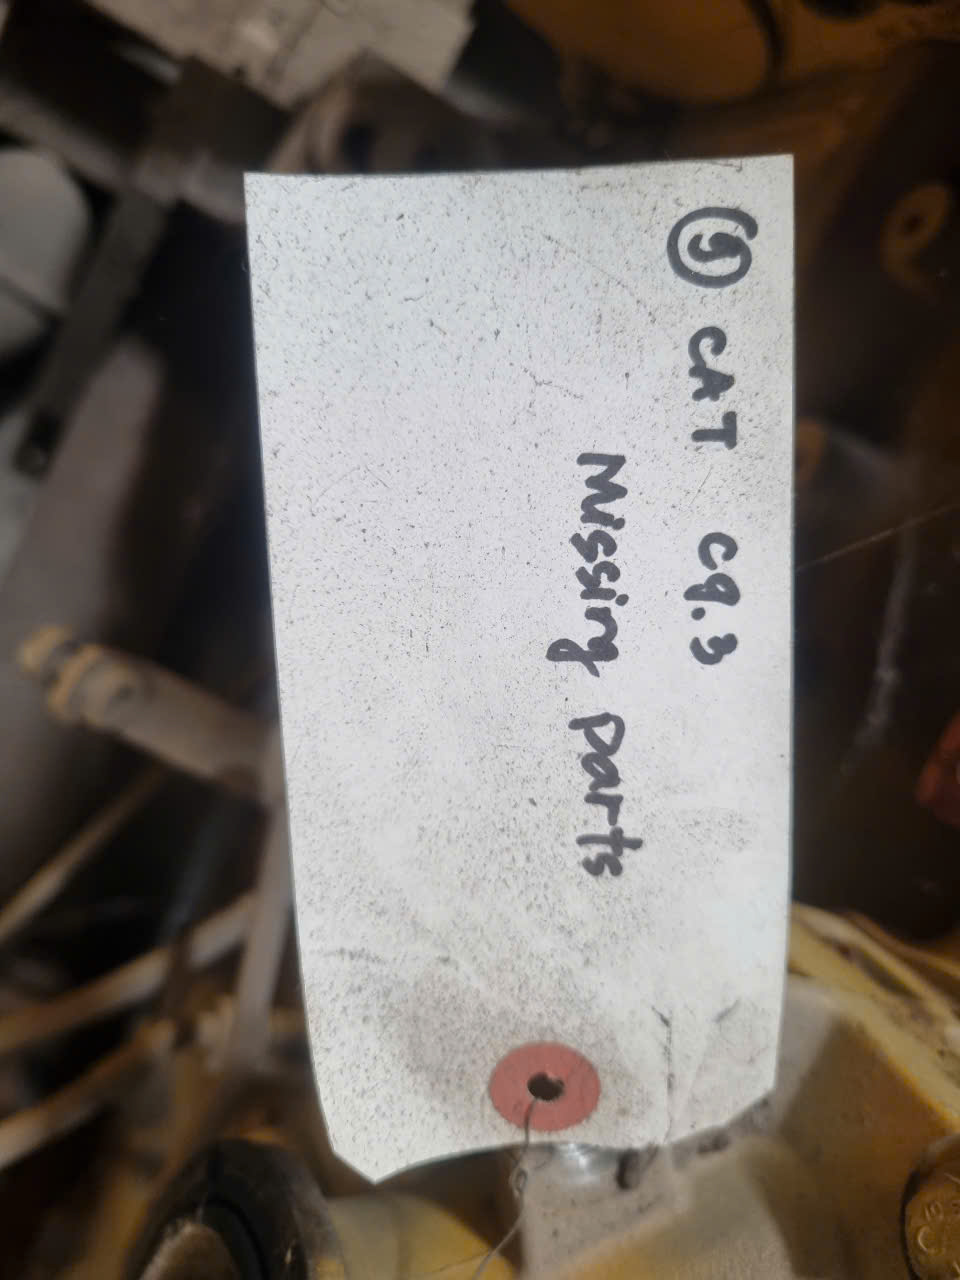 ⑨ CAT C9.3
Missing Parts